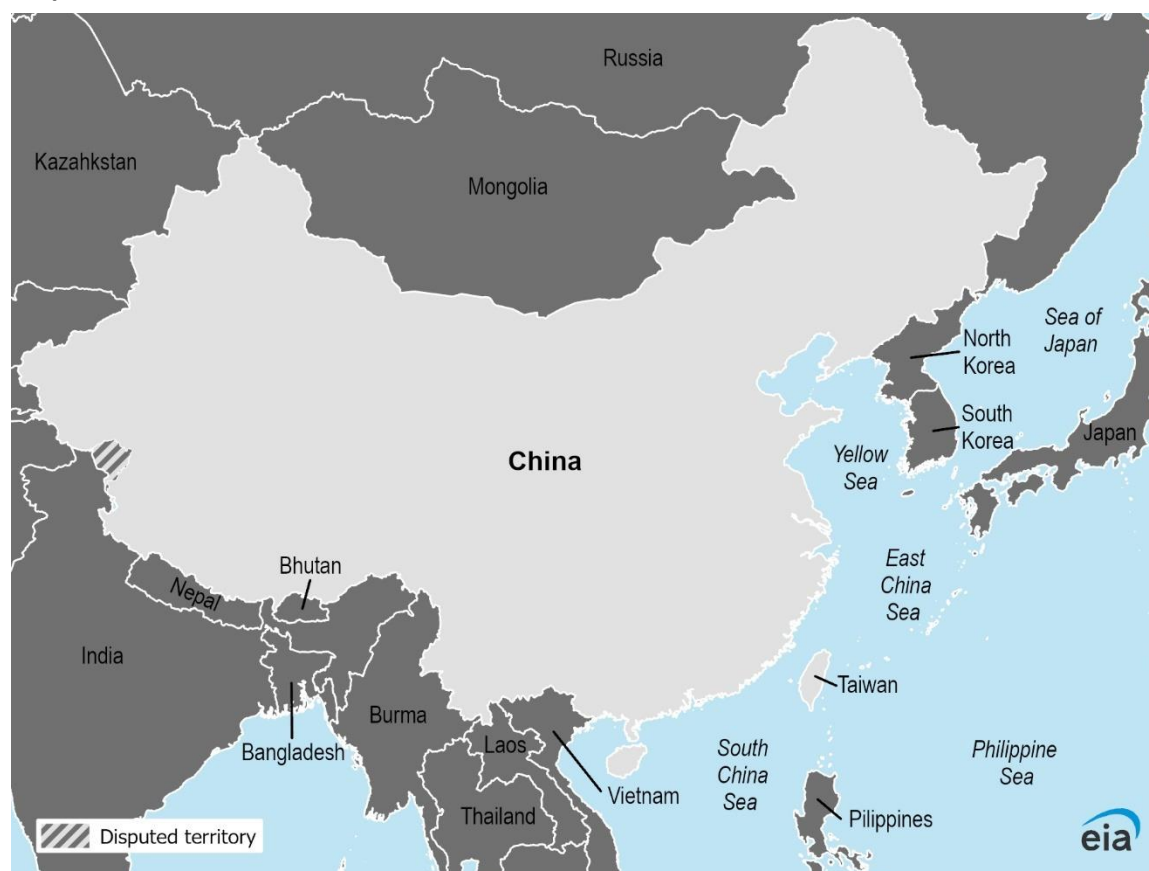 Russia
Kazahkstan
Mongolia
Sea of
Japan
North
Korea
South
Korea
Japan
Yellow
Sea
China
East
China
Sea
Bhutan
Nepal
India
Taiwan
Burma
Bangladesh
Laos
South
China
Sea
Philippine
Sea
Vietnam
Thailand
Pilippines
Disputed territory
eia